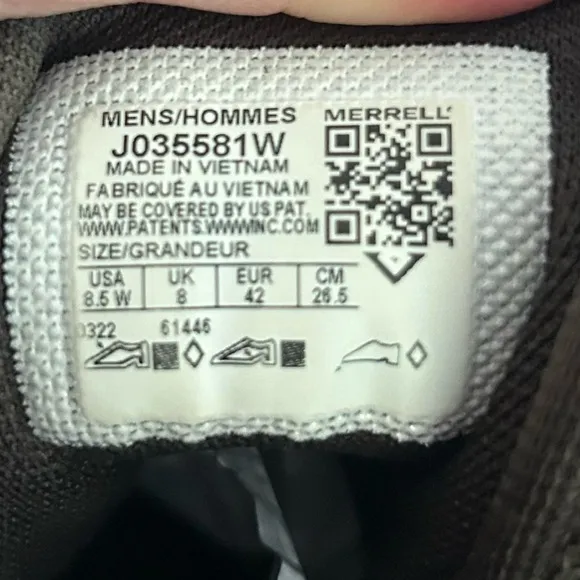 MENS/HOMMES MERRELL
J035581W
MADE IN VIETNAM
FABRIQUÉ AU VIETNAM
MAY BE COVERED BY US PAT.
WWW.PATENTS.WWWINC.COM
SIZE/GRANDEUR
USA UK EUR CM
8.5 W 8 42 26.5
0322 61446